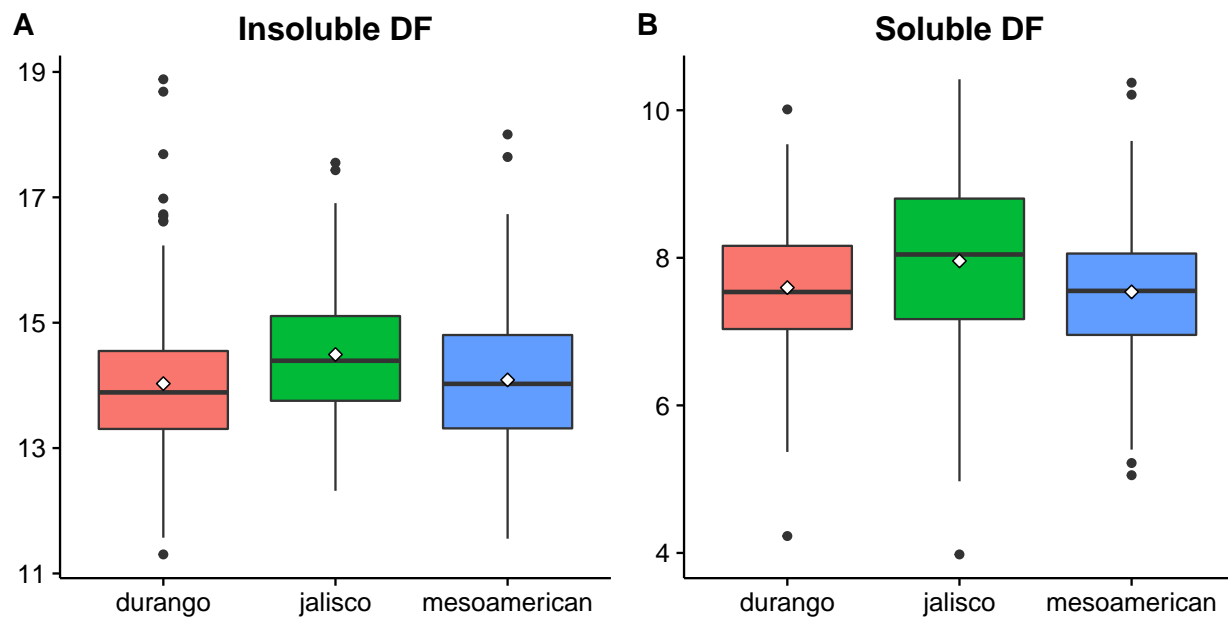 A Insoluble DF
19
17
15
13
11
durango jalisco mesoamerican
B Soluble DF
10
8
6
4
durango jalisco mesoamerican